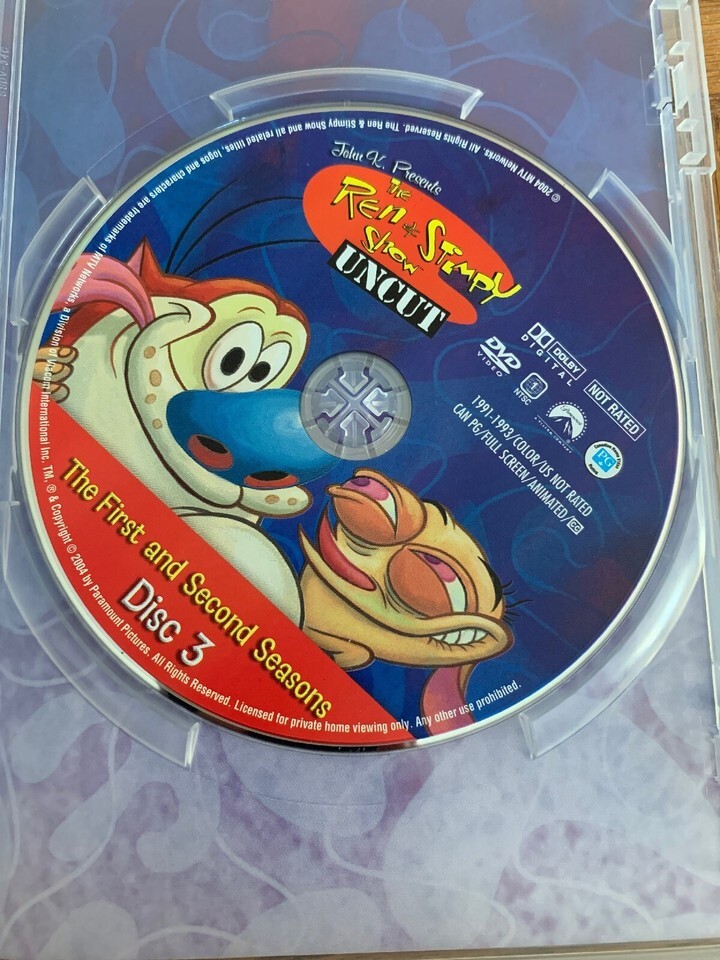 John K. Presents
The
Ren + Stimpy
Show
UNCUT
DVD
VIDEO
DOLBY
DIGITAL
1
NTSC
Paramount
NOT RATED
PG
1991-1993/COLOR/US NOT RATED
CAN PG/FULL SCREEN/ANIMATED/CC
The First and Second Seasons
Disc 3
® & Copyright © 2004 by Paramount Pictures. All Rights Reserved. Licensed for private home viewing only. Any other use prohibited.
© 2004 MTV Networks. All Rights Reserved. The Ren & Stimpy Show and all related titles, logos and characters are trademarks of MTV Networks, a Division of Viacom International Inc. TM,